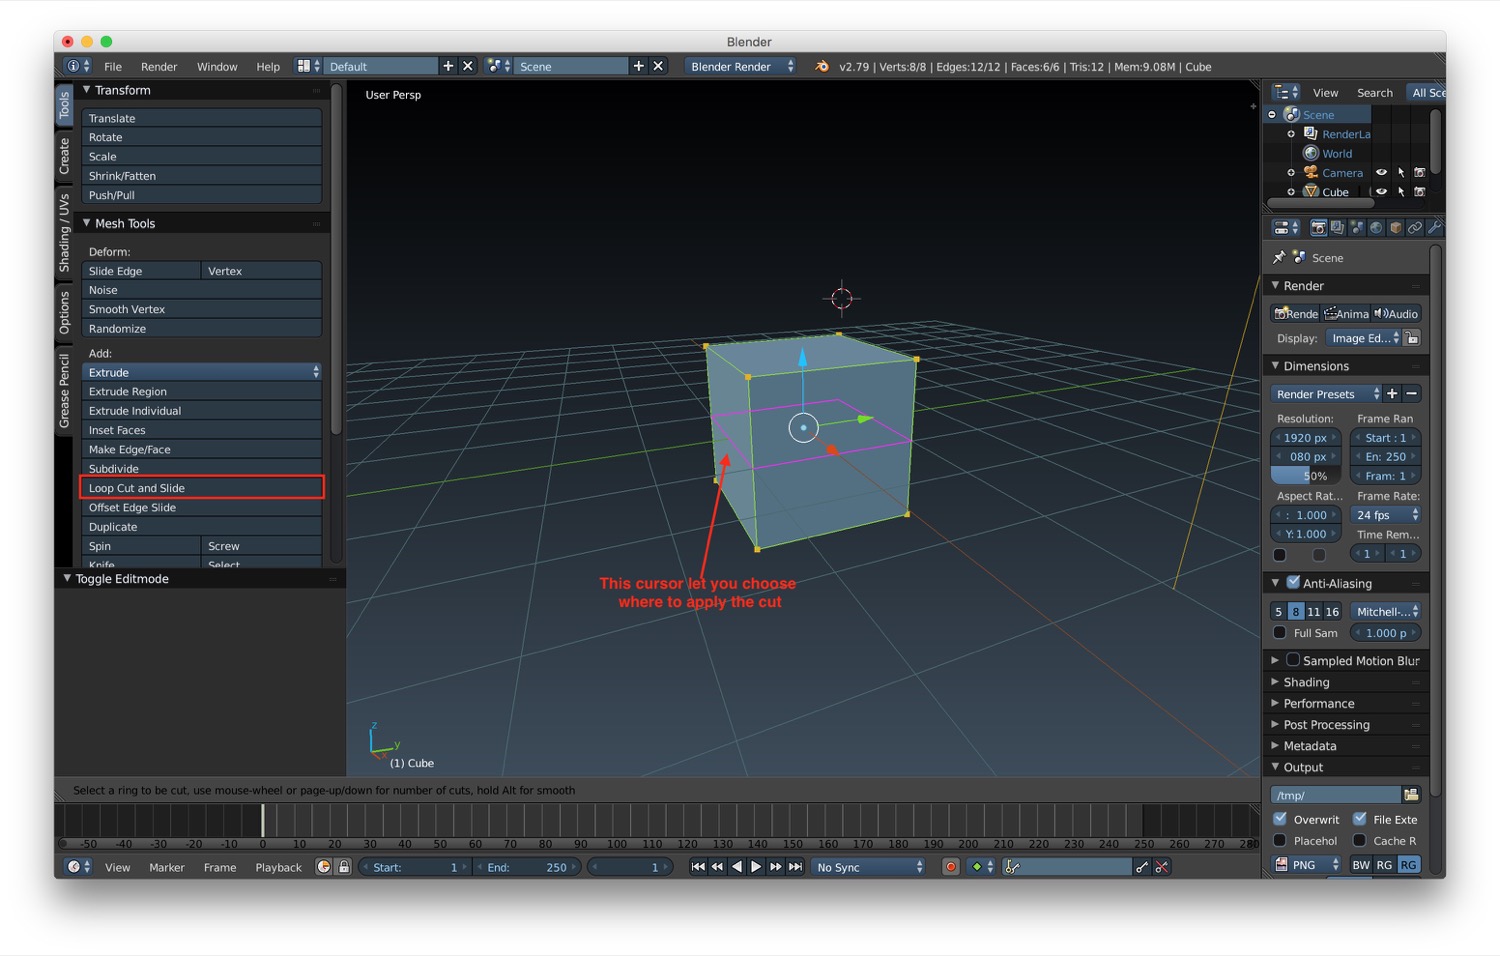 Blender
File Render Window Help Default Scene Blender Render v2.79 | Verts:8/8 | Edges:12/12 | Faces:6/6 | Tris:12 | Mem:9.08M | Cube
Tools
Create
Shading / UVs
Options
Grease Pencil
Transform
Translate
Rotate
Scale
Shrink/Fatten
Push/Pull
Mesh Tools
Deform:
Slide Edge Vertex
Noise
Smooth Vertex
Randomize
Add:
Extrude
Extrude Region
Extrude Individual
Inset Faces
Make Edge/Face
Subdivide
Loop Cut and Slide
Offset Edge Slide
Duplicate
Spin Screw
Knife Select
Toggle Editmode
User Persp
This cursor let you choose
where to apply the cut
z
y
x
(1) Cube
View Search All Sce
Scene
RenderLa
World
Camera
Cube
Scene
Render
Rende Anima Audio
Display: Image Ed...
Dimensions
Render Presets
Resolution: Frame Ran
1920 px Start : 1
080 px En: 250
50% Fram: 1
Aspect Rat... Frame Rate:
: 1.000 24 fps
Y: 1.000 Time Rem...
1 1
Anti-Aliasing
5 8 11 16 Mitchell-...
Full Sam 1.000 p
Sampled Motion Blur
Shading
Performance
Post Processing
Metadata
Output
/tmp/
Overwrit File Exte
Placehol Cache R
PNG BW RG RG
Select a ring to be cut, use mouse-wheel or page-up/down for number of cuts, hold Alt for smooth
-50 -40 -30 -20 -10 0 10 20 30 40 50 60 70 80 90 100 110 120 130 140 150 160 170 180 190 200 210 220 230 240 250 260 270 280
View Marker Frame Playback Start: 1 End: 250 1 No Sync